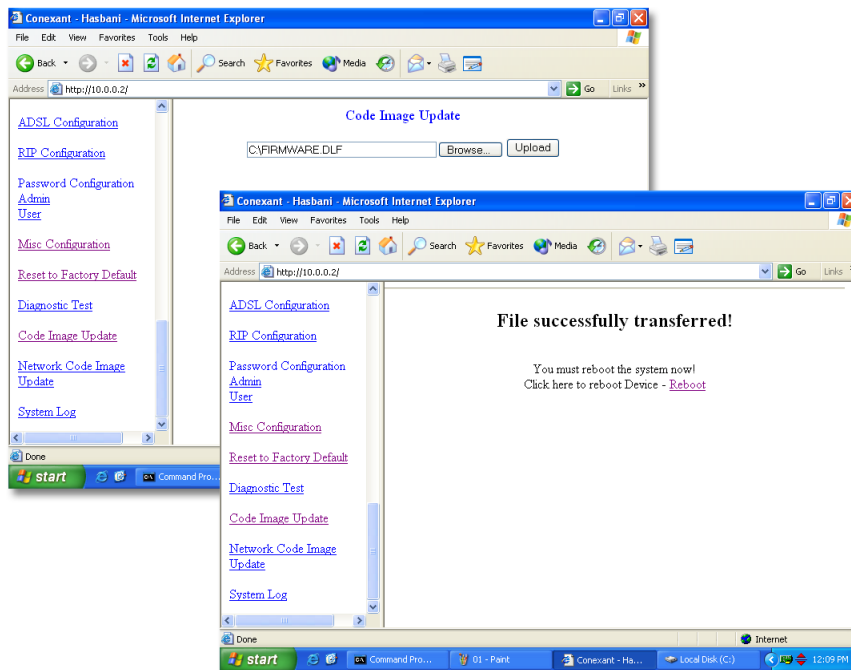 Conexant - Hasbani - Microsoft Internet Explorer
File Edit View Favorites Tools Help
Back Search Favorites Media
Address http://10.0.0.2/ Go Links »
ADSL Configuration
RIP Configuration
Password Configuration
Admin
User
Misc Configuration
Reset to Factory Default
Diagnostic Test
Code Image Update
Network Code Image
Update
System Log
Code Image Update
C:\FIRMWARE.DLF Browse... Upload
Done
start Command Pro...
Conexant - Hasbani - Microsoft Internet Explorer
File Edit View Favorites Tools Help
Back Search Favorites Media
Address http://10.0.0.2/ Go Links
ADSL Configuration
RIP Configuration
Password Configuration
Admin
User
Misc Configuration
Reset to Factory Default
Diagnostic Test
Code Image Update
Network Code Image
Update
System Log
File successfully transferred!
You must reboot the system now!
Click here to reboot Device - Reboot
Done Internet
start Command Pro... 01 - Paint Conexant - Ha... Local Disk (C:) 12:09 PM